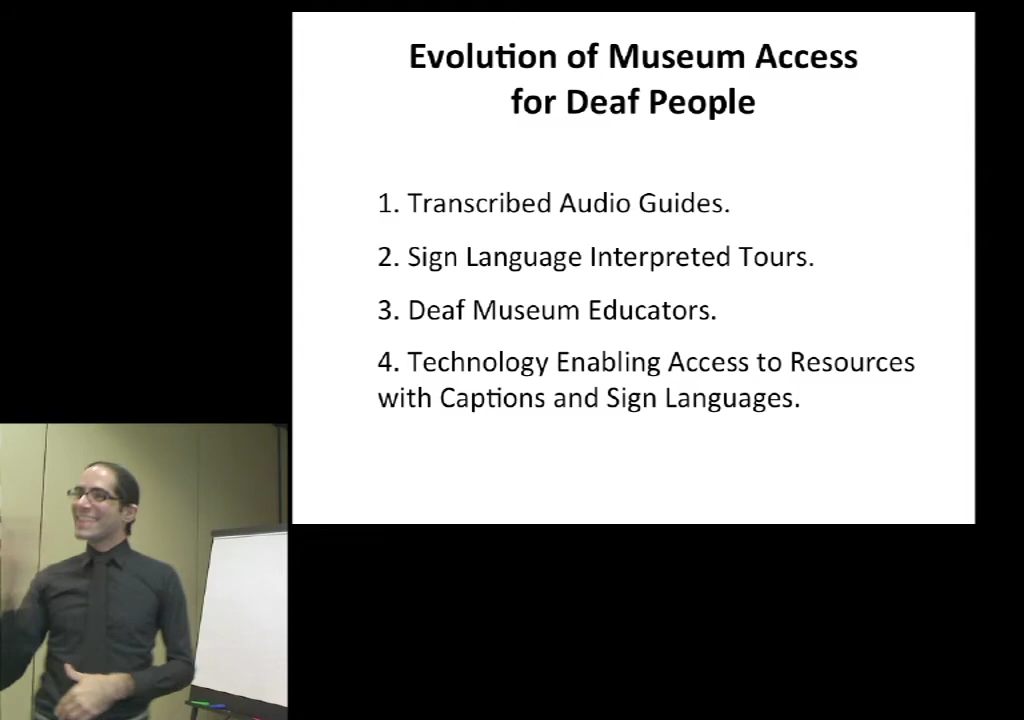 Evolution of Museum Access
for Deaf People
1. Transcribed Audio Guides.
2. Sign Language Interpreted Tours.
3. Deaf Museum Educators.
4. Technology Enabling Access to Resources
with Captions and Sign Languages.